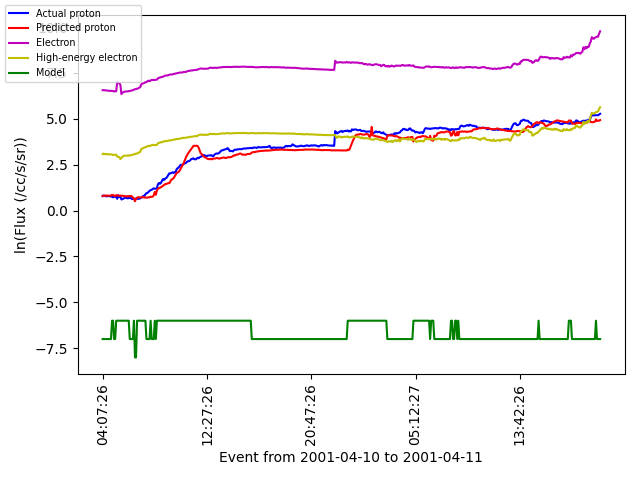 Actual proton
Predicted proton
Electron
High-energy electron
Model
5.0
2.5
0.0
−2.5
−5.0
−7.5
ln(Flux (/cc/s/sr))
04:07:26
12:27:26
20:47:26
05:12:27
13:42:26
Event from 2001-04-10 to 2001-04-11